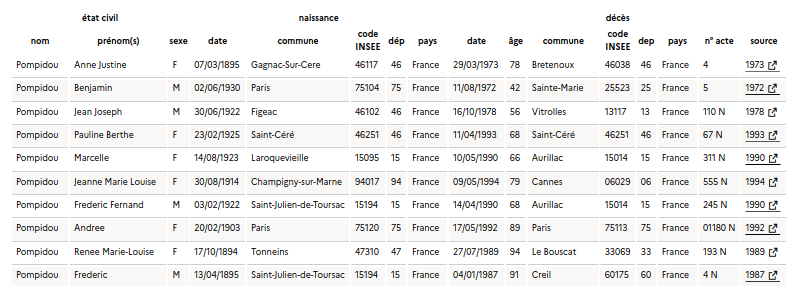 état civil naissance décès
nom prénom(s) sexe date commune code INSEE dép pays date âge commune code INSEE dep pays n° acte source
Pompidou Anne Justine F 07/03/1895 Gagnac-Sur-Cere 46117 46 France 29/03/1973 78 Bretenoux 46038 46 France 4 1973
Pompidou Benjamin M 02/06/1930 Paris 75104 75 France 11/08/1972 42 Sainte-Marie 25523 25 France 5 1972
Pompidou Jean Joseph M 30/06/1922 Figeac 46102 46 France 16/10/1978 56 Vitrolles 13117 13 France 110 N 1978
Pompidou Pauline Berthe F 23/02/1925 Saint-Céré 46251 46 France 11/04/1993 68 Saint-Céré 46251 46 France 67 N 1993
Pompidou Marcelle F 14/08/1923 Laroquevieille 15095 15 France 10/05/1990 66 Aurillac 15014 15 France 311 N 1990
Pompidou Jeanne Marie Louise F 30/08/1914 Champigny-sur-Marne 94017 94 France 09/05/1994 79 Cannes 06029 06 France 555 N 1994
Pompidou Frederic Fernand M 03/02/1922 Saint-Julien-de-Toursac 15194 15 France 14/04/1990 68 Aurillac 15014 15 France 245 N 1990
Pompidou Andree F 20/02/1903 Paris 75120 75 France 17/05/1992 89 Paris 75113 75 France 01180 N 1992
Pompidou Renee Marie-Louise F 17/10/1894 Tonneins 47310 47 France 27/07/1989 94 Le Bouscat 33069 33 France 193 N 1989
Pompidou Frederic M 13/04/1895 Saint-Julien-de-Toursac 15194 15 France 04/01/1987 91 Creil 60175 60 France 4 N 1987